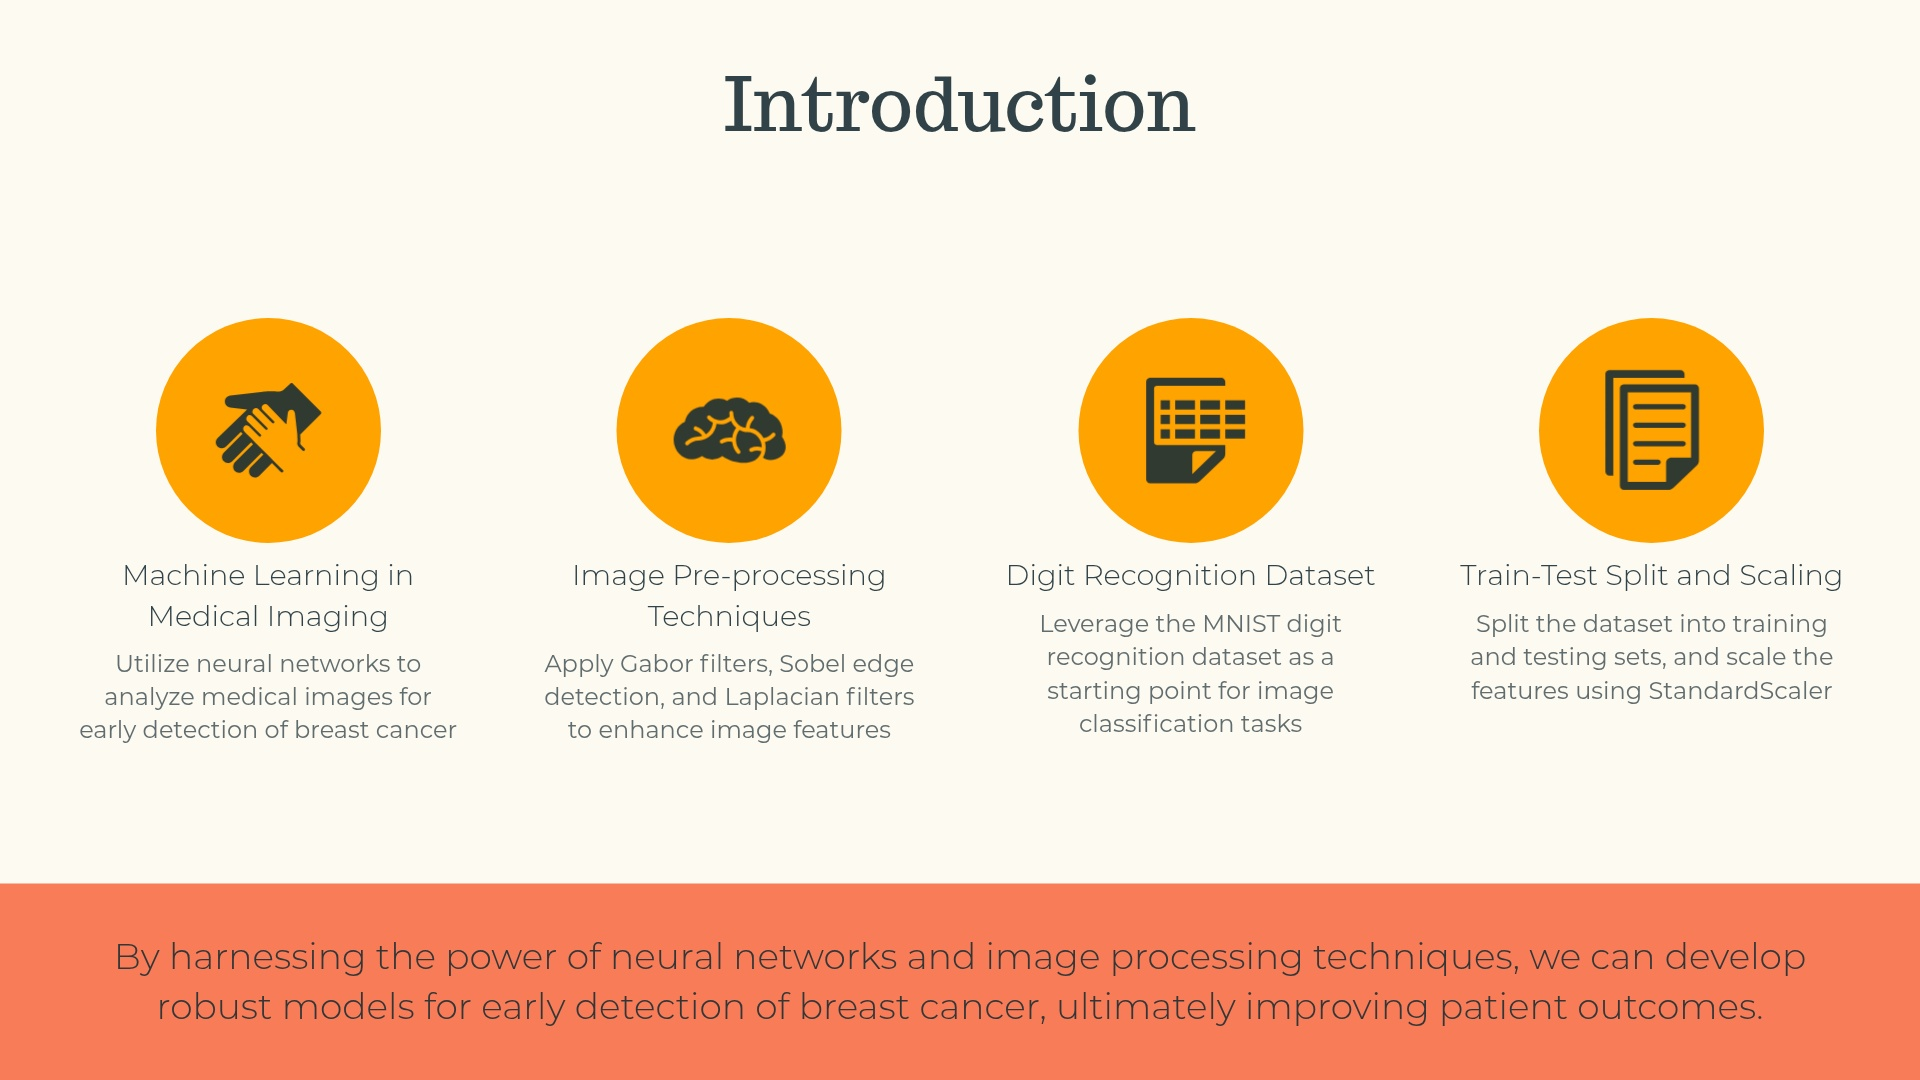 Introduction
Machine Learning in
Medical Imaging
Utilize neural networks to
analyze medical images for
early detection of breast cancer
Image Pre-processing
Techniques
Apply Gabor filters, Sobel edge
detection, and Laplacian filters
to enhance image features
Digit Recognition Dataset
Leverage the MNIST digit
recognition dataset as a
starting point for image
classification tasks
Train-Test Split and Scaling
Split the dataset into training
and testing sets, and scale the
features using StandardScaler
By harnessing the power of neural networks and image processing techniques, we can develop
robust models for early detection of breast cancer, ultimately improving patient outcomes.